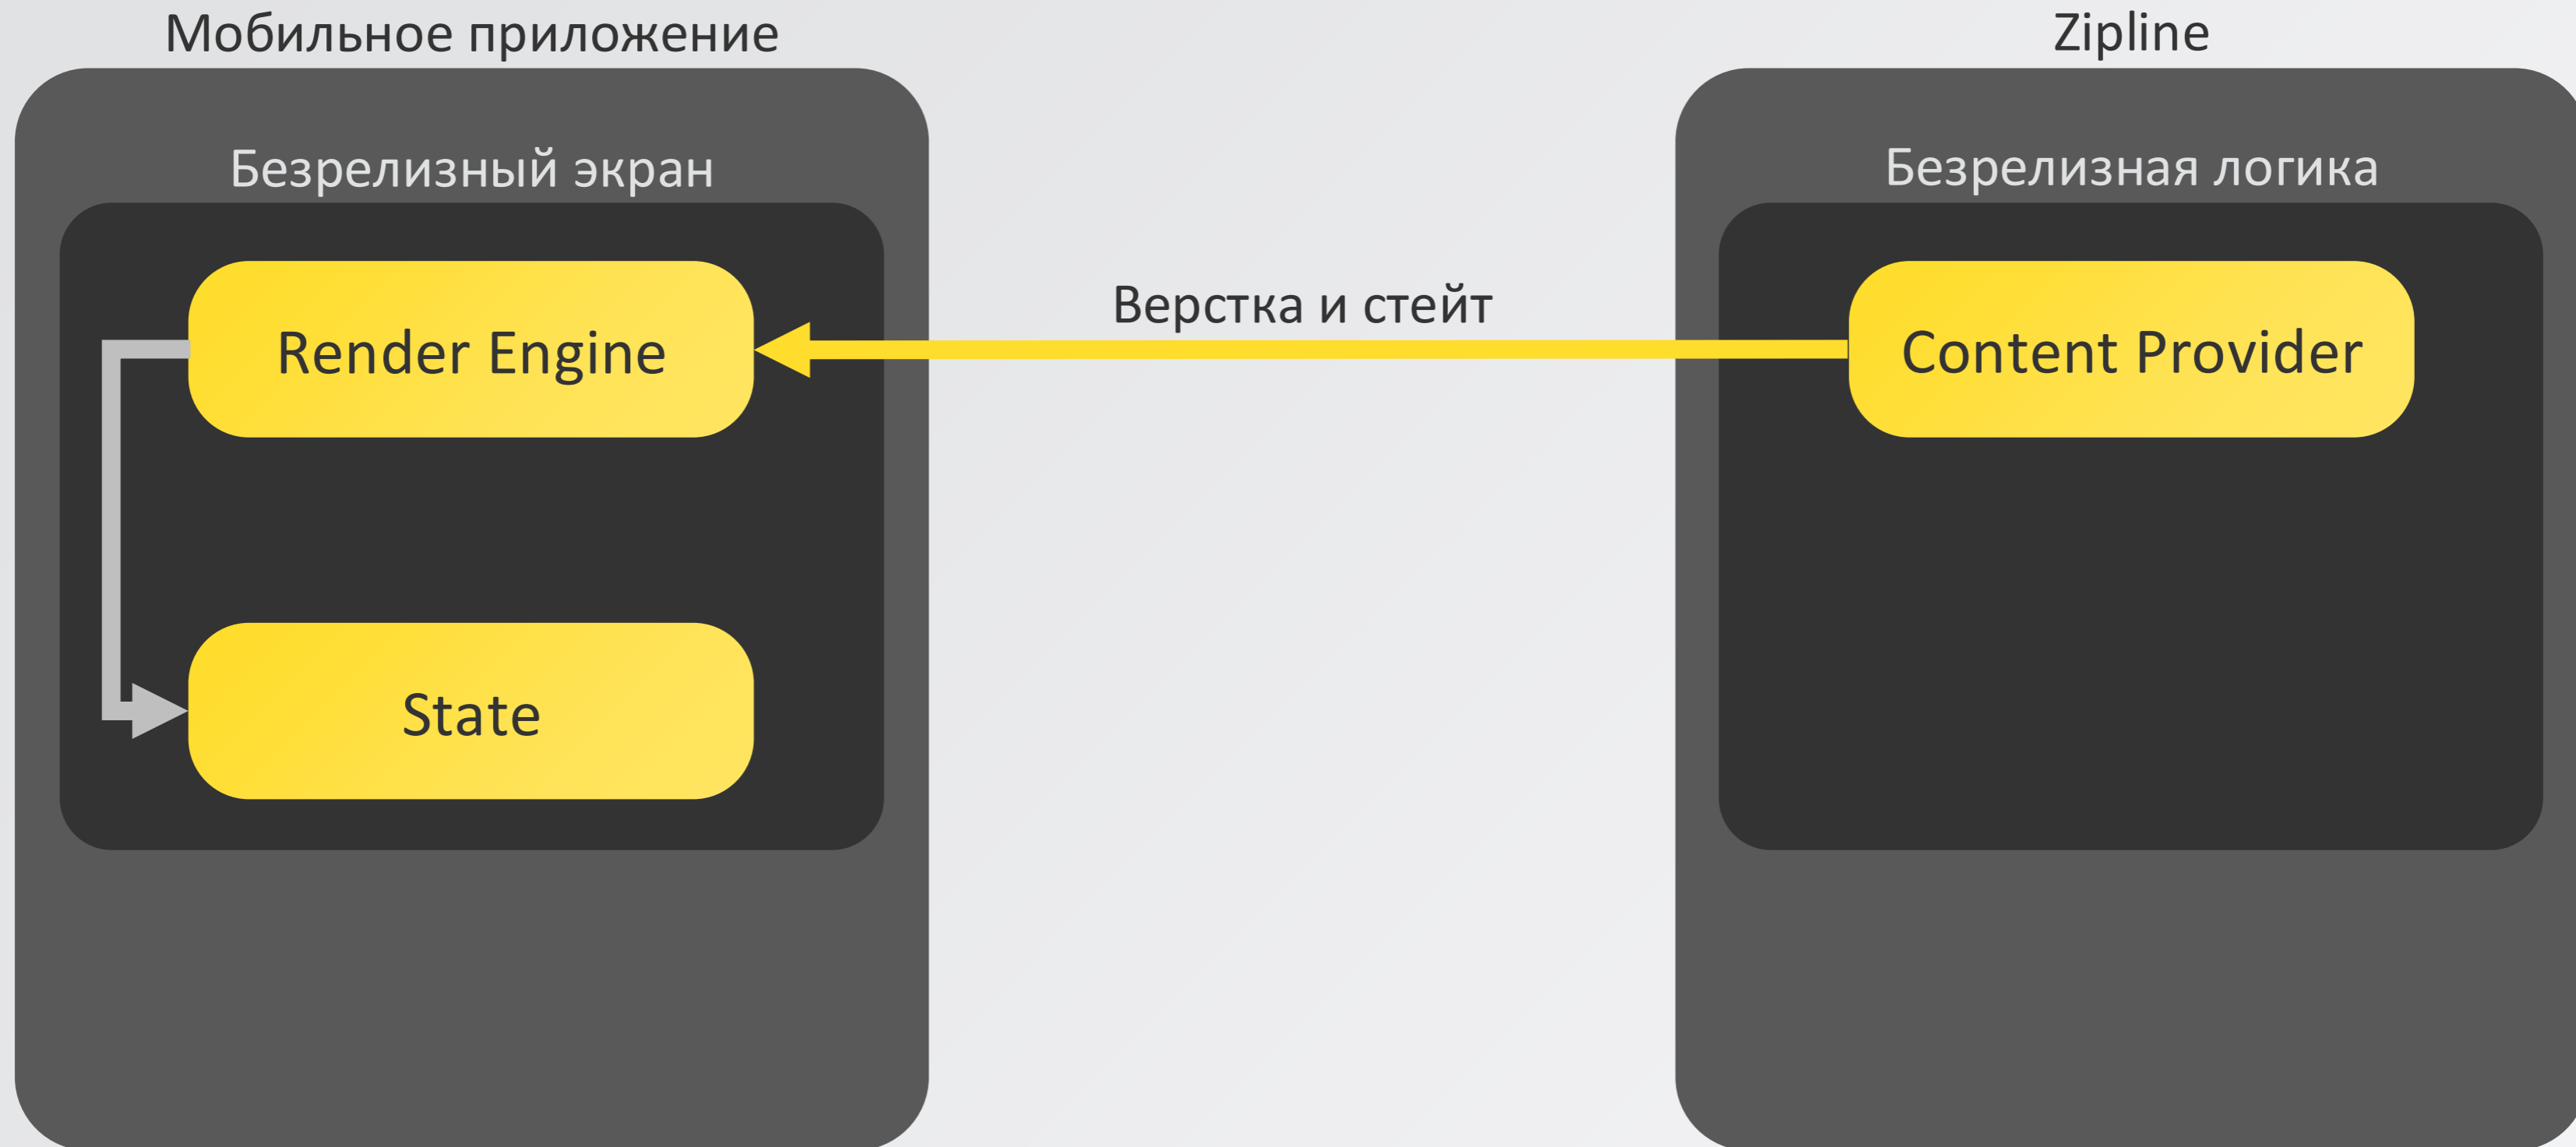 Мобильное приложение
Zipline
Безрелизный экран
Безрелизная логика
Верстка и стейт
Render Engine
Content Provider
State